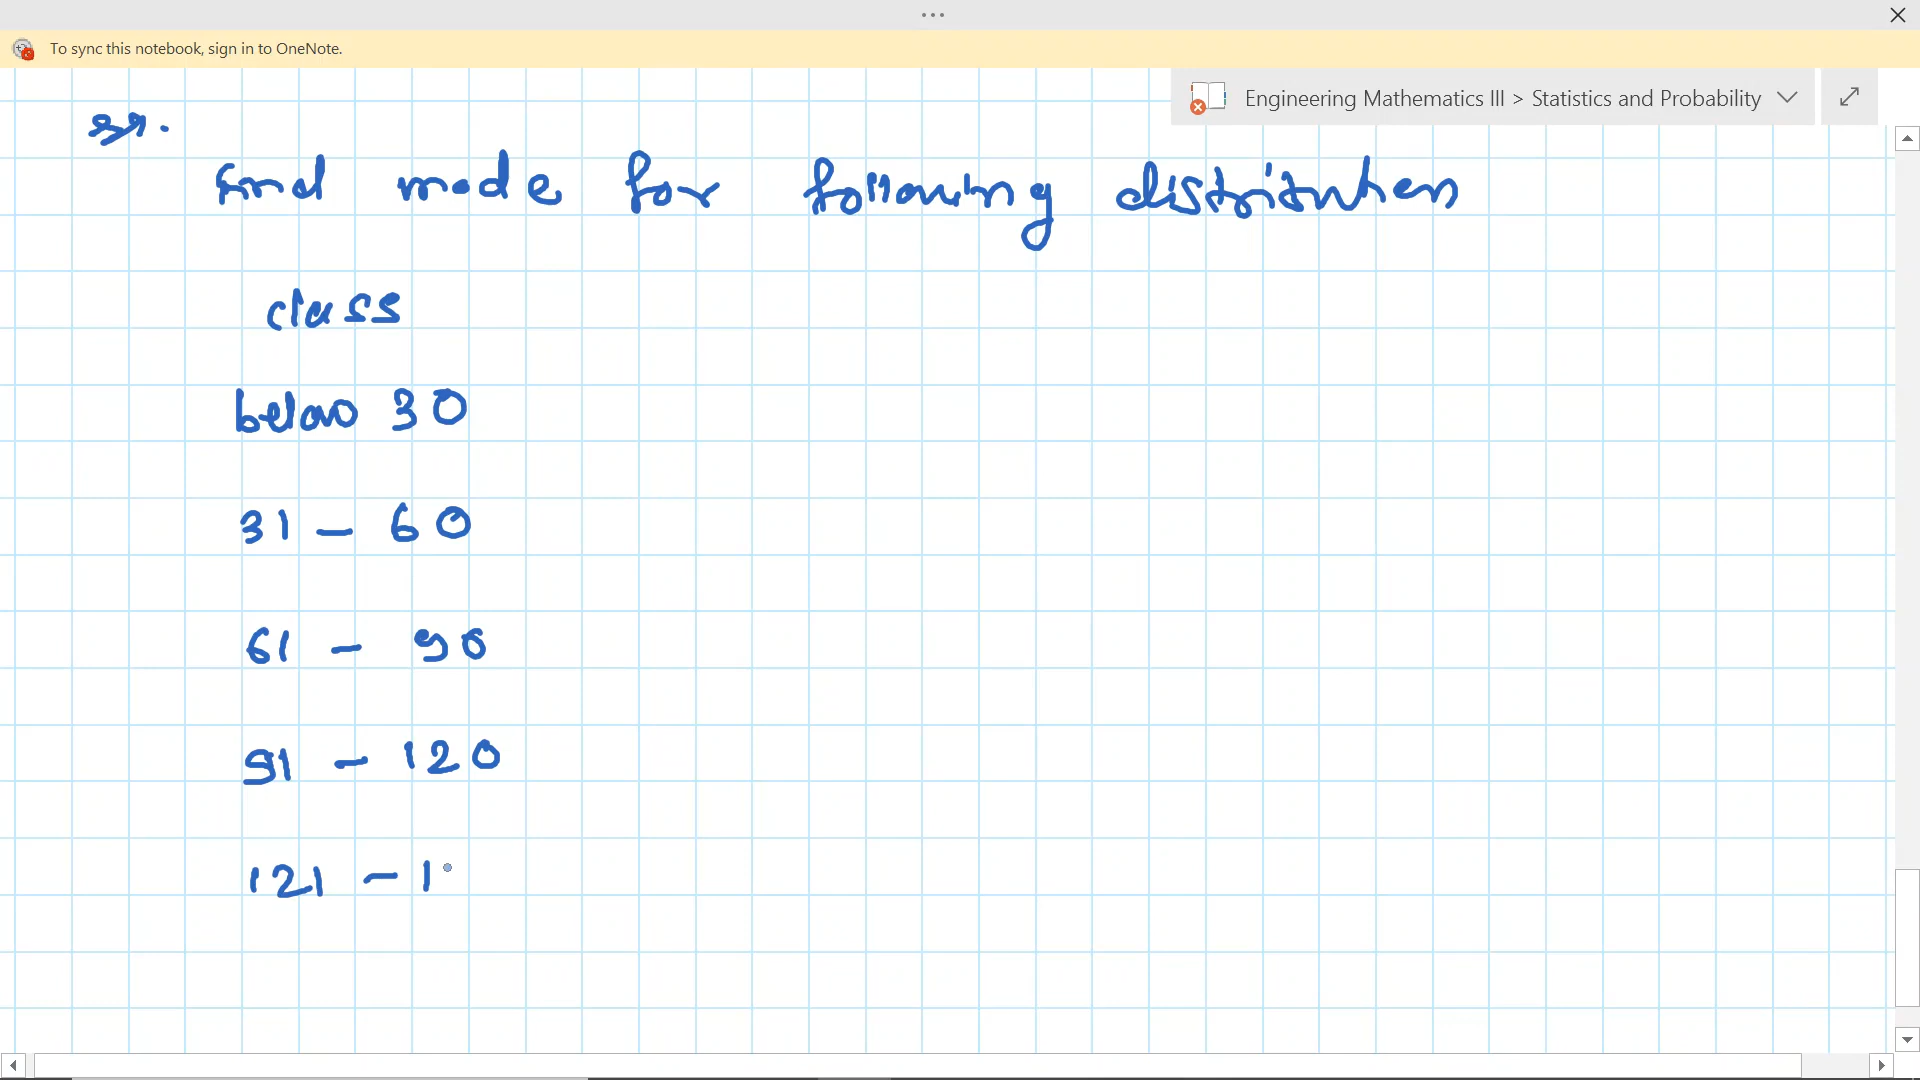 To sync this notebook, sign in to OneNote.
Engineering Mathematics III > Statistics and Probability
Find mode for following distribution
class
below 30
31 - 60
61 - 90
91 - 120
121 - 1